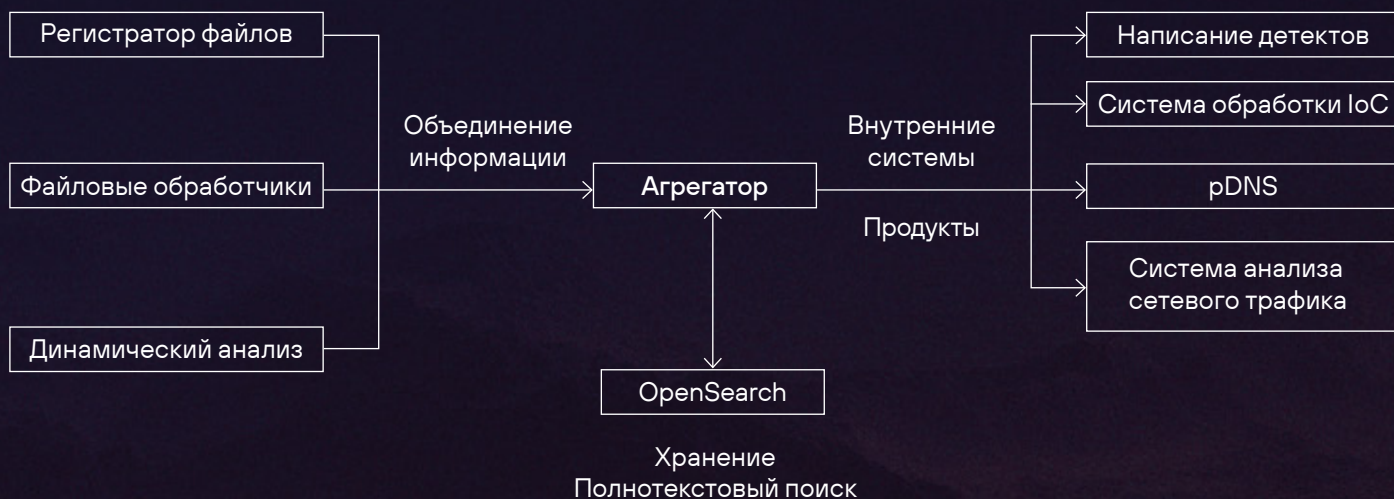 Регистратор файлов
Файловые обработчики
Динамический анализ
Объединение
информации
Агрегатор
OpenSearch
Хранение
Полнотекстовый поиск
Внутренние
системы
Продукты
Написание детектов
Система обработки IoC
pDNS
Система анализа
сетевого трафика